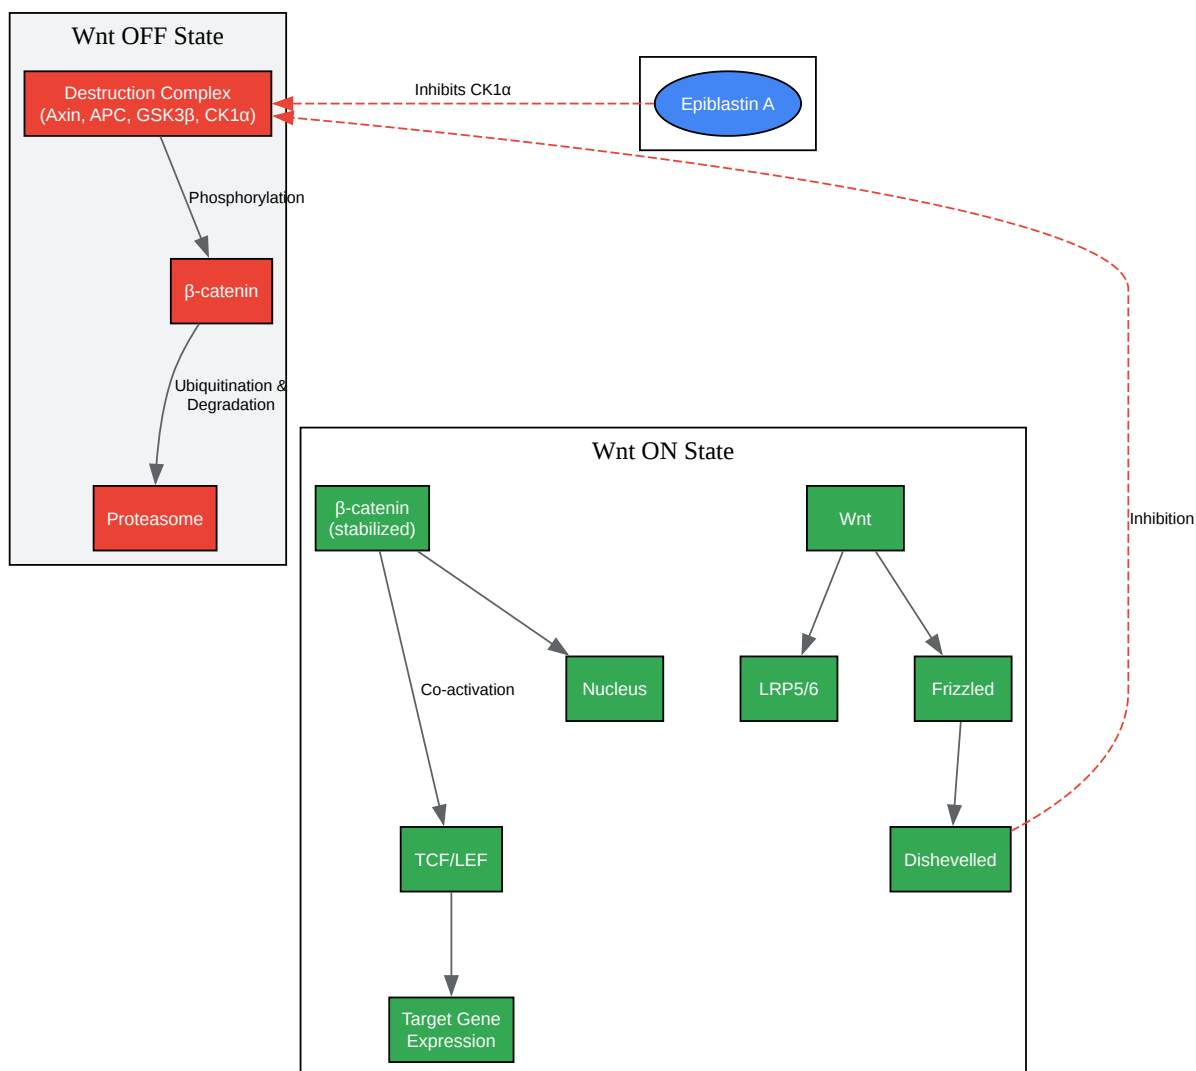 Wnt OFF State
Destruction Complex
(Axin, APC, GSK3β, CK1α)
Inhibits CK1α
Epiblastin A
Phosphorylation
β-catenin
Ubiquitination &
Degradation
Proteasome
Wnt ON State
β-catenin
(stabilized)
Wnt
Inhibition
Nucleus
LRP5/6
Frizzled
Co-activation
TCF/LEF
Dishevelled
Target Gene
Expression